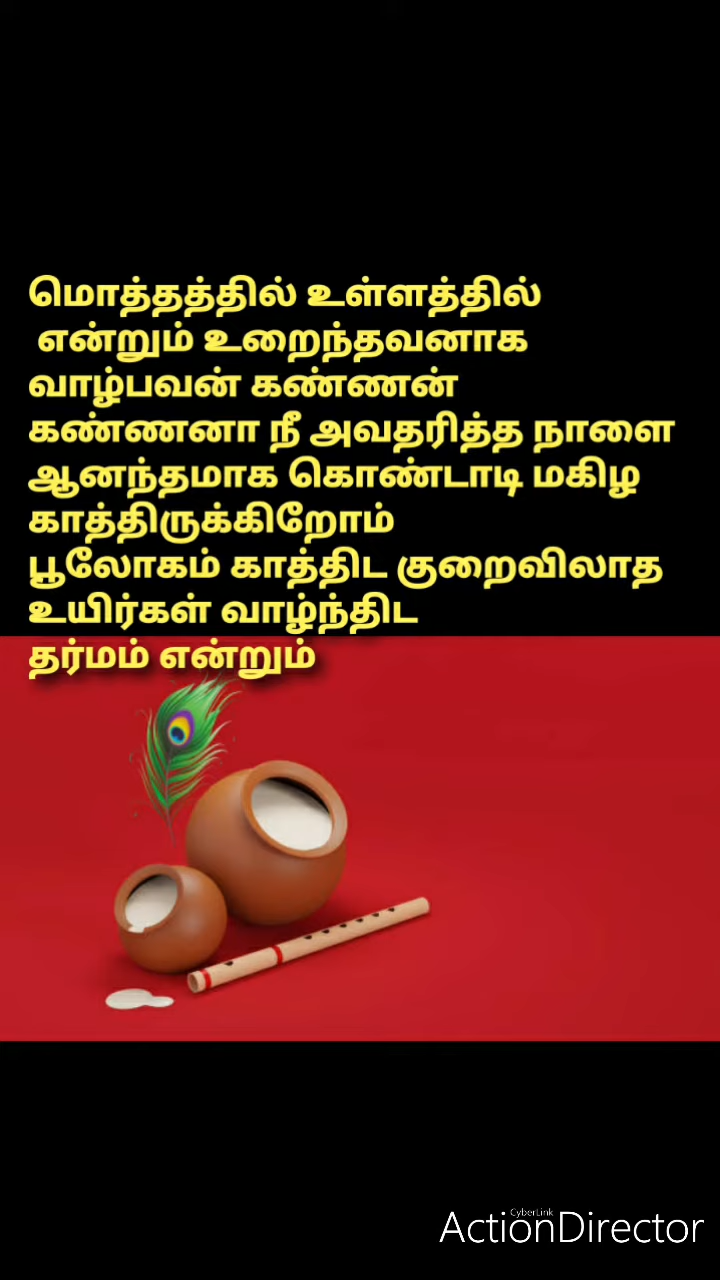 மொத்தத்தில் உள்ளத்தில்
என்றும் உறைந்தவனாக
வாழ்பவன் கண்ணன்
கண்ணனா நீ அவதரித்த நாளை
ஆனந்தமாக கொண்டாடி மகிழ
காத்திருக்கிறோம்
பூலோகம் காத்திட குறைவிலாத
உயிர்கள் வாழ்ந்திட
தர்மம் என்றும்
CyberLink
ActionDirector